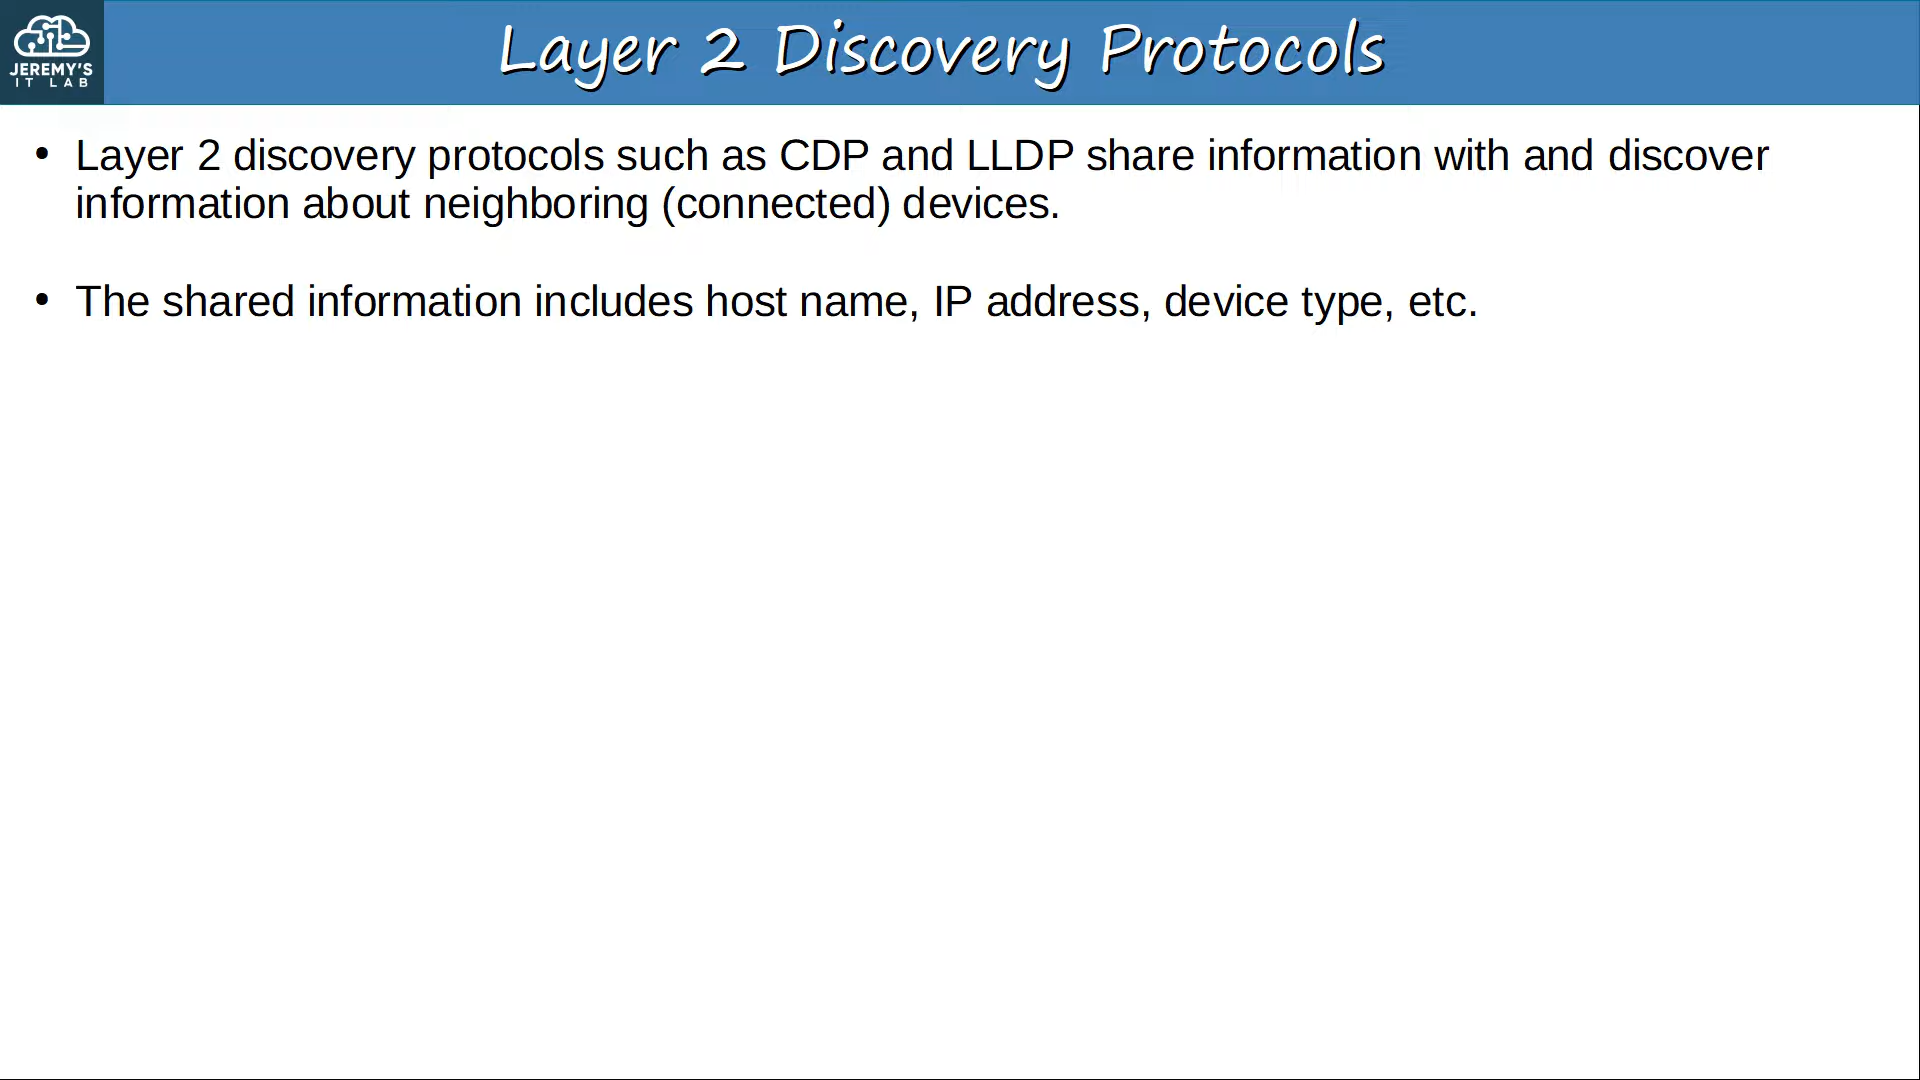 JEREMY'S
IT LAB
Layer 2 Discovery Protocols
• Layer 2 discovery protocols such as CDP and LLDP share information with and discover
information about neighboring (connected) devices.
• The shared information includes host name, IP address, device type, etc.